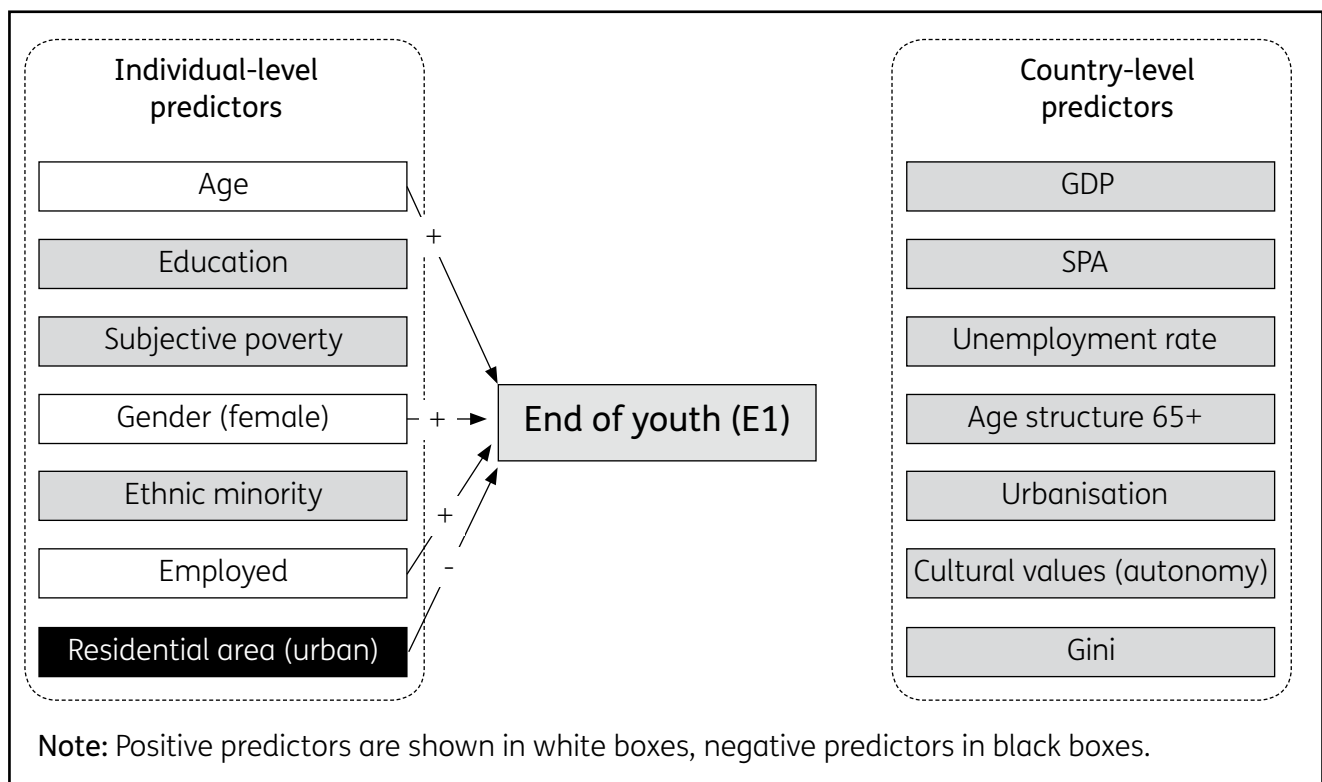 Individual-level
predictors
Age
Education
Subjective poverty
Gender (female)
Ethnic minority
Employed
Residential area (urban)
+
+
+
-
End of youth (E1)
Country-level
predictors
GDP
SPA
Unemployment rate
Age structure 65+
Urbanisation
Cultural values (autonomy)
Gini
Note: Positive predictors are shown in white boxes, negative predictors in black boxes.